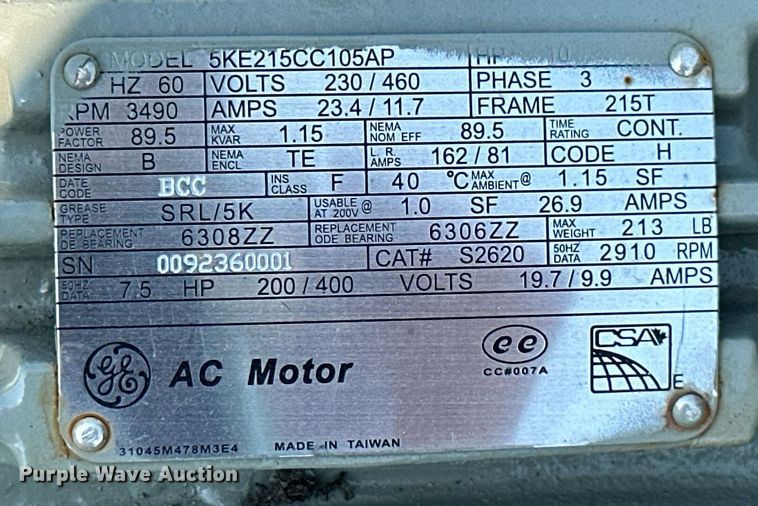 MODEL 5KE215CC105AP HP 10
HZ 60 VOLTS 230 / 460 PHASE 3
RPM 3490 AMPS 23.4 / 11.7 FRAME 215T
POWER FACTOR 89.5 MAX KVAR 1.15 NEMA NOM EFF 89.5 TIME RATING CONT.
NEMA DESIGN B NEMA ENCL TE L.R. AMPS 162 / 81 CODE H
DATE CODE BCC INS CLASS F 40 °C MAX AMBIENT@ 1.15 SF
GREASE TYPE SRL/5K USABLE AT 200V @ 1.0 SF 26.9 AMPS
REPLACEMENT DE BEARING 6308ZZ REPLACEMENT ODE BEARING 6306ZZ MAX WEIGHT 213 LB
SN 0092360001 CAT# S2620 50HZ DATA 2910 RPM
50HZ DATA 7.5 HP 200 / 400 VOLTS 19.7 / 9.9 AMPS
GE AC Motor ee CSA
CC#007A
E
31045M478M3E4 MADE IN TAIWAN
Purple Wave Auction